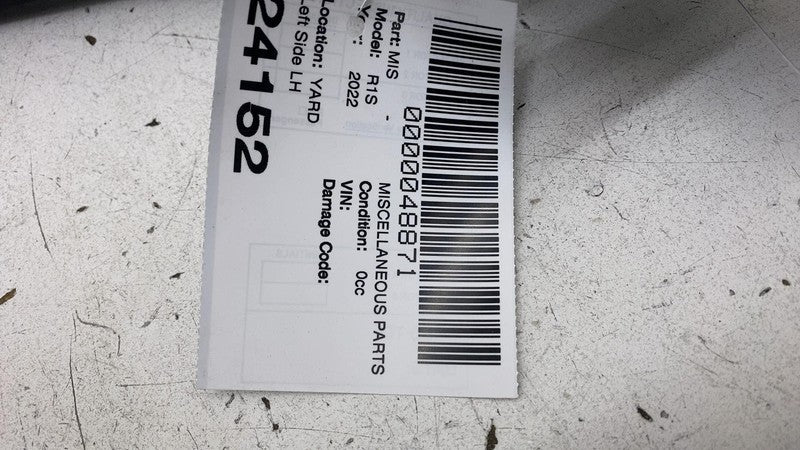 0000048871
Part: MIS MISCELLANEOUS PARTS
Model: R1S - Condition: 0cc
2022 VIN:
Damage Code:
Location: YARD
Left Side LH
24152